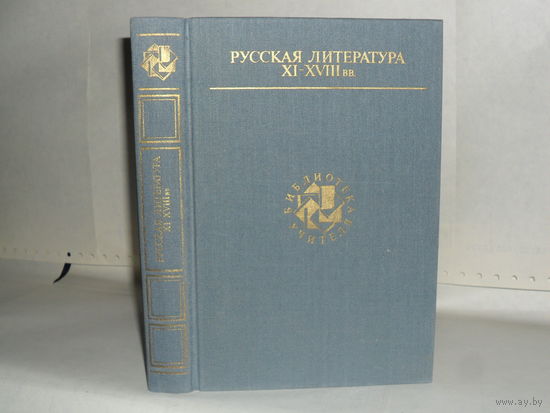 РУССКАЯ ЛИТЕРАТУРА
XI-XVIII ВВ.
БИБЛИОТЕКА
УЧИТЕЛЯ
РУССКАЯ ЛИТЕРАТУРА
XI-XVIII ВВ
www.ay.by